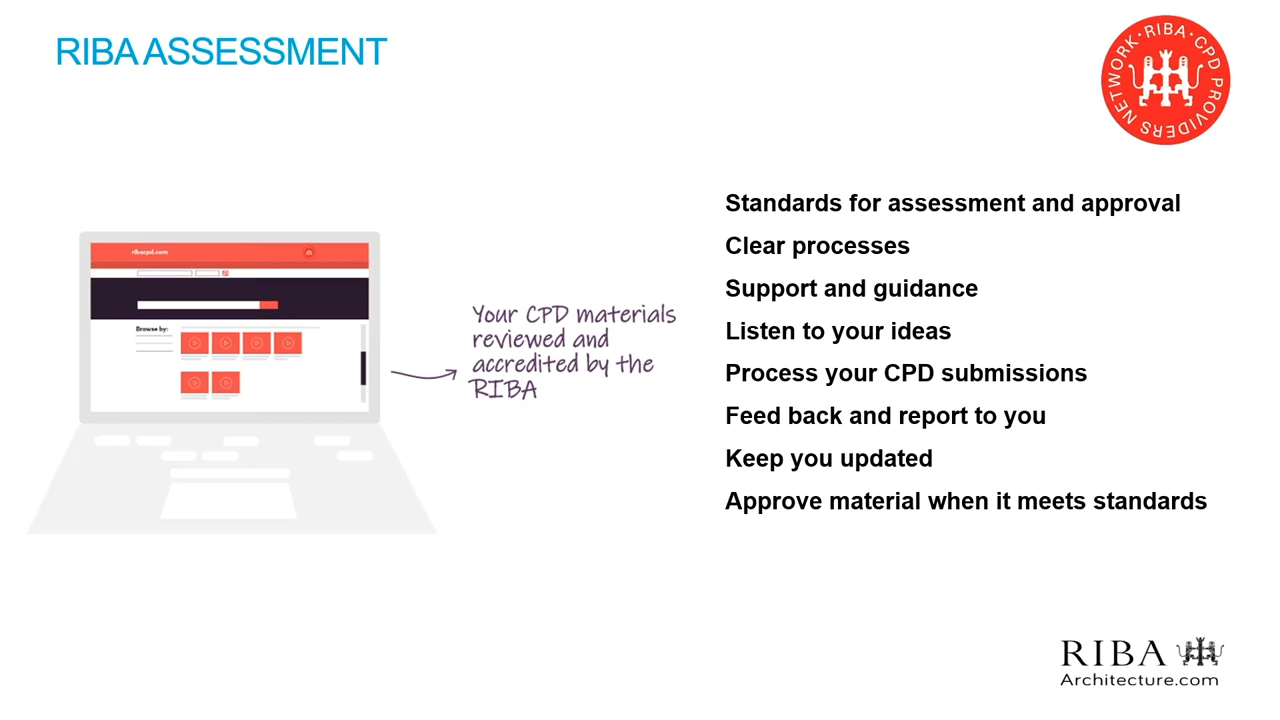 RIBA ASSESSMENT
NETWORK · RIBA · CPD PROVIDERS
Standards for assessment and approval
Clear processes
Support and guidance
Listen to your ideas
Process your CPD submissions
Feed back and report to you
Keep you updated
Approve material when it meets standards
ribacpd.com
Browse by:
Your CPD materials
reviewed and
accredited by the
RIBA
RIBA
Architecture.com